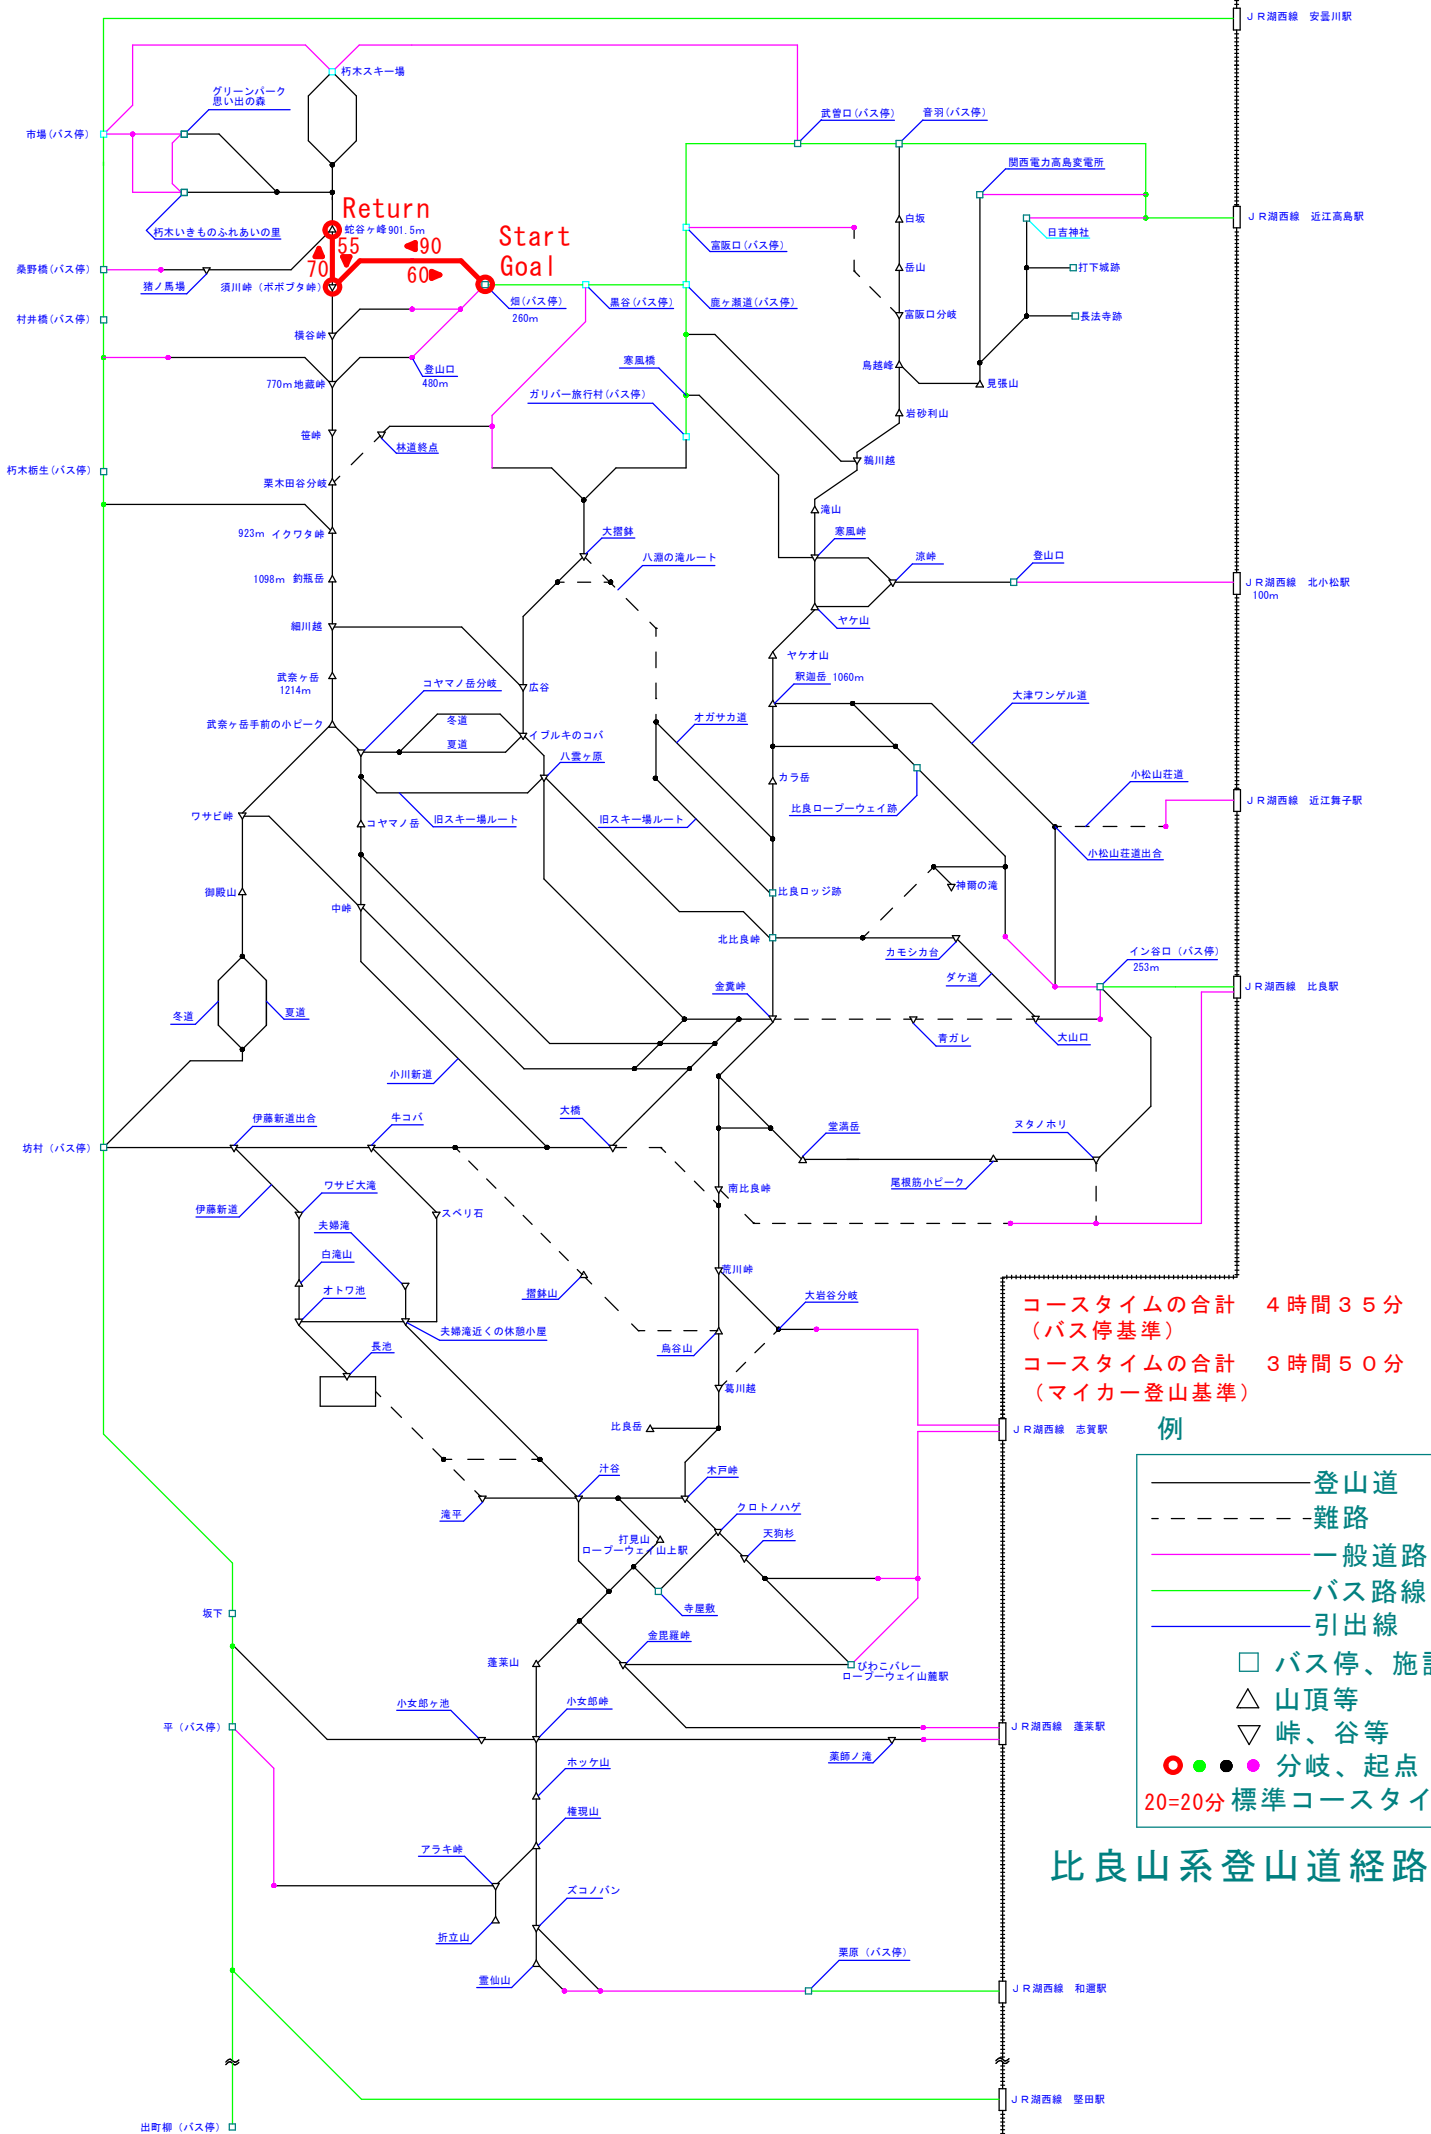 ＪＲ湖西線　安曇川駅
朽木スキー場
グリーンパーク
思い出の森
市場(バス停)
武曽口(バス停)
音羽(バス停)
関西電力高島変電所
Return
蛇谷ヶ峰901.5m
白坂
ＪＲ湖西線　近江高島駅
朽木いきものふれあいの里
日吉神社
55
◀90
Start
Goal
富阪口(バス停)
桑野橋(バス停)
猪ノ馬場
70
60▶
岳山
打下城跡
須川峠（ボボブタ峠）
畑(バス停)
260m
黒谷(バス停)
鹿ヶ瀬道(バス停)
村井橋(バス停)
横谷峠
富阪口分岐
長法寺跡
登山口
480m
寒風橋
鳥越峰
770m地蔵峠
見張山
ガリバー旅行村(バス停)
岩砂利山
笹峠
林道終点
鵜川越
朽木栃生(バス停)
栗木田谷分岐
滝山
923m イクワタ峠
大摺鉢
寒風峠
八淵の滝ルート
涼峠
登山口
1098m 釣瓶岳
ＪＲ湖西線　北小松駅
100m
細川越
ヤケ山
ヤケオ山
武奈ヶ岳
1214m
コヤマノ岳分岐
広谷
釈迦岳 1060m
大津ワンゲル道
武奈ヶ岳手前の小ピーク
冬道
夏道
イブルキのコバ
オガサカ道
八雲ヶ原
カラ岳
小松山荘道
ＪＲ湖西線　近江舞子駅
ワサビ峠
コヤマノ岳
旧スキー場ルート
旧スキー場ルート
比良ロープーウェイ跡
小松山荘道出合
御殿山
中峠
比良ロッジ跡
神爾の滝
北比良峠
カモシカ台
イン谷口（バス停）
253m
ダケ道
ＪＲ湖西線　比良駅
冬道
夏道
金糞峠
青ガレ
大山口
小川新道
坊村（バス停）
伊藤新道出合
牛コバ
大橋
堂満岳
ヌタノホリ
尾根筋小ピーク
伊藤新道
ワサビ大滝
スベリ石
南比良峠
夫婦滝
白滝山
荒川峠
摺鉢山
大岩谷分岐
オトワ池
夫婦滝近くの休憩小屋
烏谷山
長池
コースタイムの合計　４時間３５分
（バス停基準）
コースタイムの合計　３時間５０分
（マイカー登山基準）
葛川越
比良岳
ＪＲ湖西線　志賀駅
例
登山道
難路
一般道路
バス路線
引出線
バス停、施
山頂等
峠、谷等
分岐、起点
20=20分 標準コースタイ
比良山系登山道経路
汁谷
木戸峠
滝平
クロトノハゲ
打見山
ローブーウェイ山上駅
天狗杉
坂下
寺屋敷
金毘羅峠
蓬莱山
びわこバレー
ローブーウェイ山麓駅
小女郎ヶ池
小女郎峠
平（バス停）
薬師ノ滝
ＪＲ湖西線　蓬莱駅
ホッケ山
権現山
アラキ峠
ズコノバン
折立山
霊仙山
栗原（バス停）
ＪＲ湖西線　和邇駅
出町柳（バス停）
ＪＲ湖西線　堅田駅